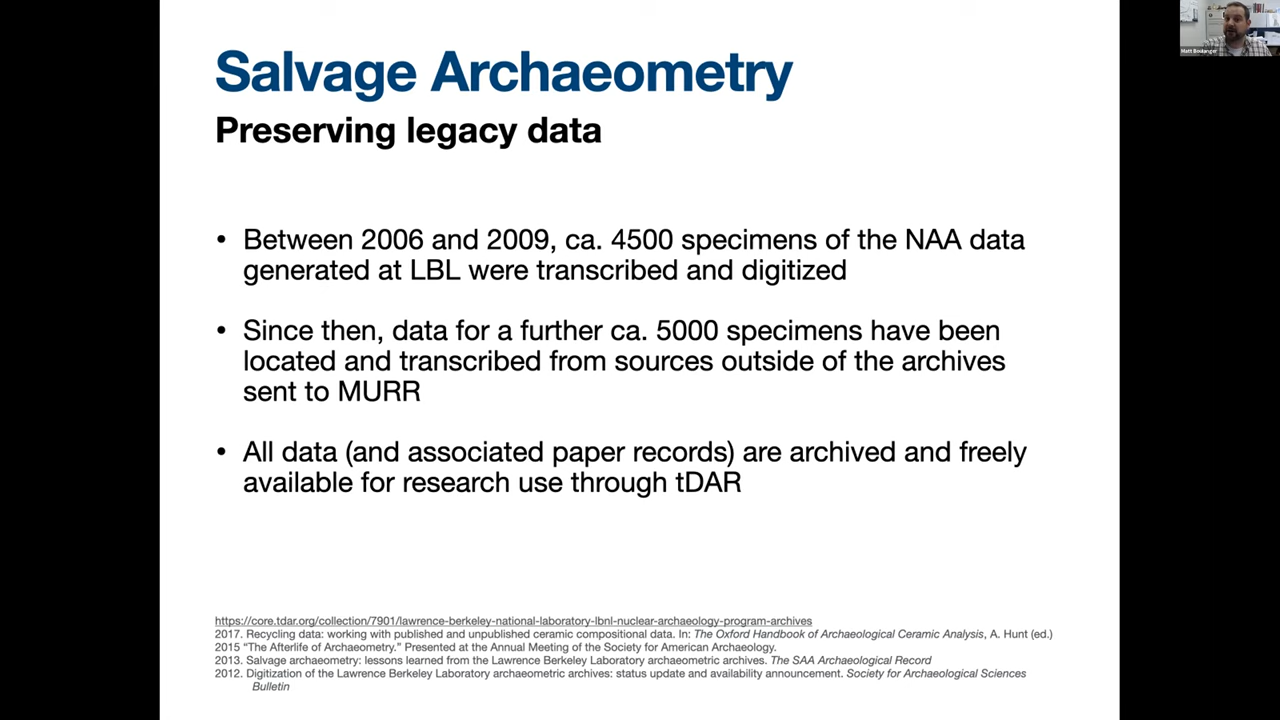 Salvage Archaeometry
Preserving legacy data
• Between 2006 and 2009, ca. 4500 specimens of the NAA data
generated at LBL were transcribed and digitized
• Since then, data for a further ca. 5000 specimens have been
located and transcribed from sources outside of the archives
sent to MURR
• All data (and associated paper records) are archived and freely
available for research use through tDAR
https://core.tdar.org/collection/7901/lawrence-berkeley-national-laboratory-lbnl-nuclear-archaeology-program-archives
2017. Recycling data: working with published and unpublished ceramic compositional data. In: The Oxford Handbook of Archaeological Ceramic Analysis, A. Hunt (ed.)
2015 “The Afterlife of Archaeometry.” Presented at the Annual Meeting of the Society for American Archaeology.
2013. Salvage archaeometry: lessons learned from the Lawrence Berkeley Laboratory archaeometric archives. The SAA Archaeological Record
2012. Digitization of the Lawrence Berkeley Laboratory archaeometric archives: status update and availability announcement. Society for Archaeological Sciences
Bulletin
Matt Boulanger